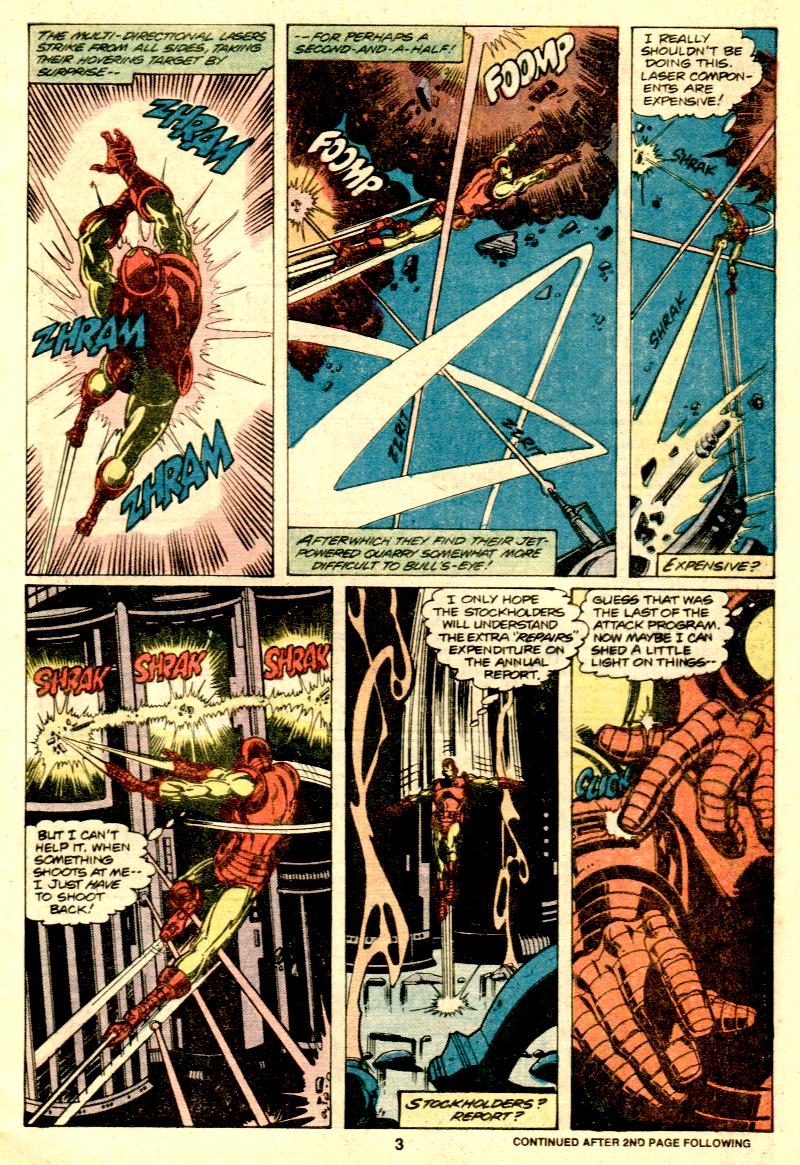 THE MULTI-DIRECTIONAL LASERS
STRIKE FROM ALL SIDES, TAKING
THEIR HOVERING TARGET BY
SURPRISE--
ZHRAM
ZHRAM
ZHRAM
--FOR PERHAPS A
SECOND-AND-A-HALF!
FOOMP
FOOMP
ZZRIT
ZZRIT
AFTERWHICH THEY FIND THEIR JET-
POWERED QUARRY SOMEWHAT MORE
DIFFICULT TO BULL'S-EYE!
I REALLY
SHOULDN'T BE
DOING THIS.
LASER COMPON-
ENTS ARE
EXPENSIVE!
SHRAK
SHRAK
EXPENSIVE?
SHRAK
SHRAK
SHRAK
BUT I CAN'T
HELP IT. WHEN
SOMETHING
SHOOTS AT ME--
I JUST HAVE
TO SHOOT
BACK!
I ONLY HOPE
THE STOCKHOLDERS
WILL UNDERSTAND
THE EXTRA "REPAIRS"
EXPENDITURE ON
THE ANNUAL
REPORT.
STOCKHOLDERS?
REPORT?
GUESS THAT WAS
THE LAST OF THE
ATTACK PROGRAM.
NOW MAYBE I CAN
SHED A LITTLE
LIGHT ON THINGS--
CLICK
3
CONTINUED AFTER 2ND PAGE FOLLOWING